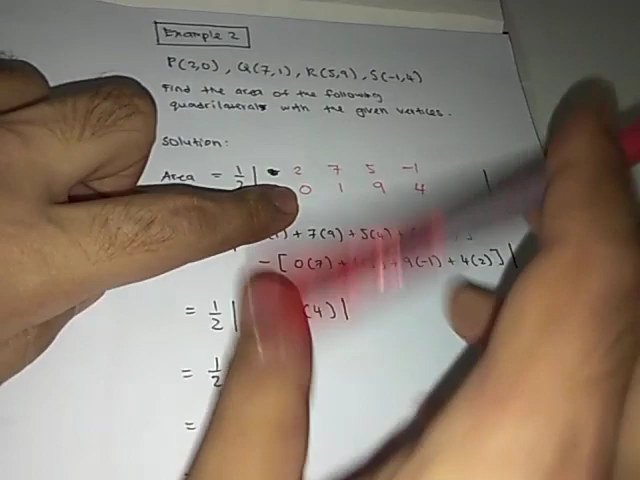 Example 2
P(2,0), Q(7,1), R(5,9), S(-1,4)
Find the area of the following
quadrilaterals with the given vertices.
Solution:
Area = 1/2 | 2 7 5 -1 |
0 1 9 4
+ 7(9) + 5(4) +
- [0(7) + + 9(-1) + 4(2)] |
= 1/2 | (4) |
= 1/2
=